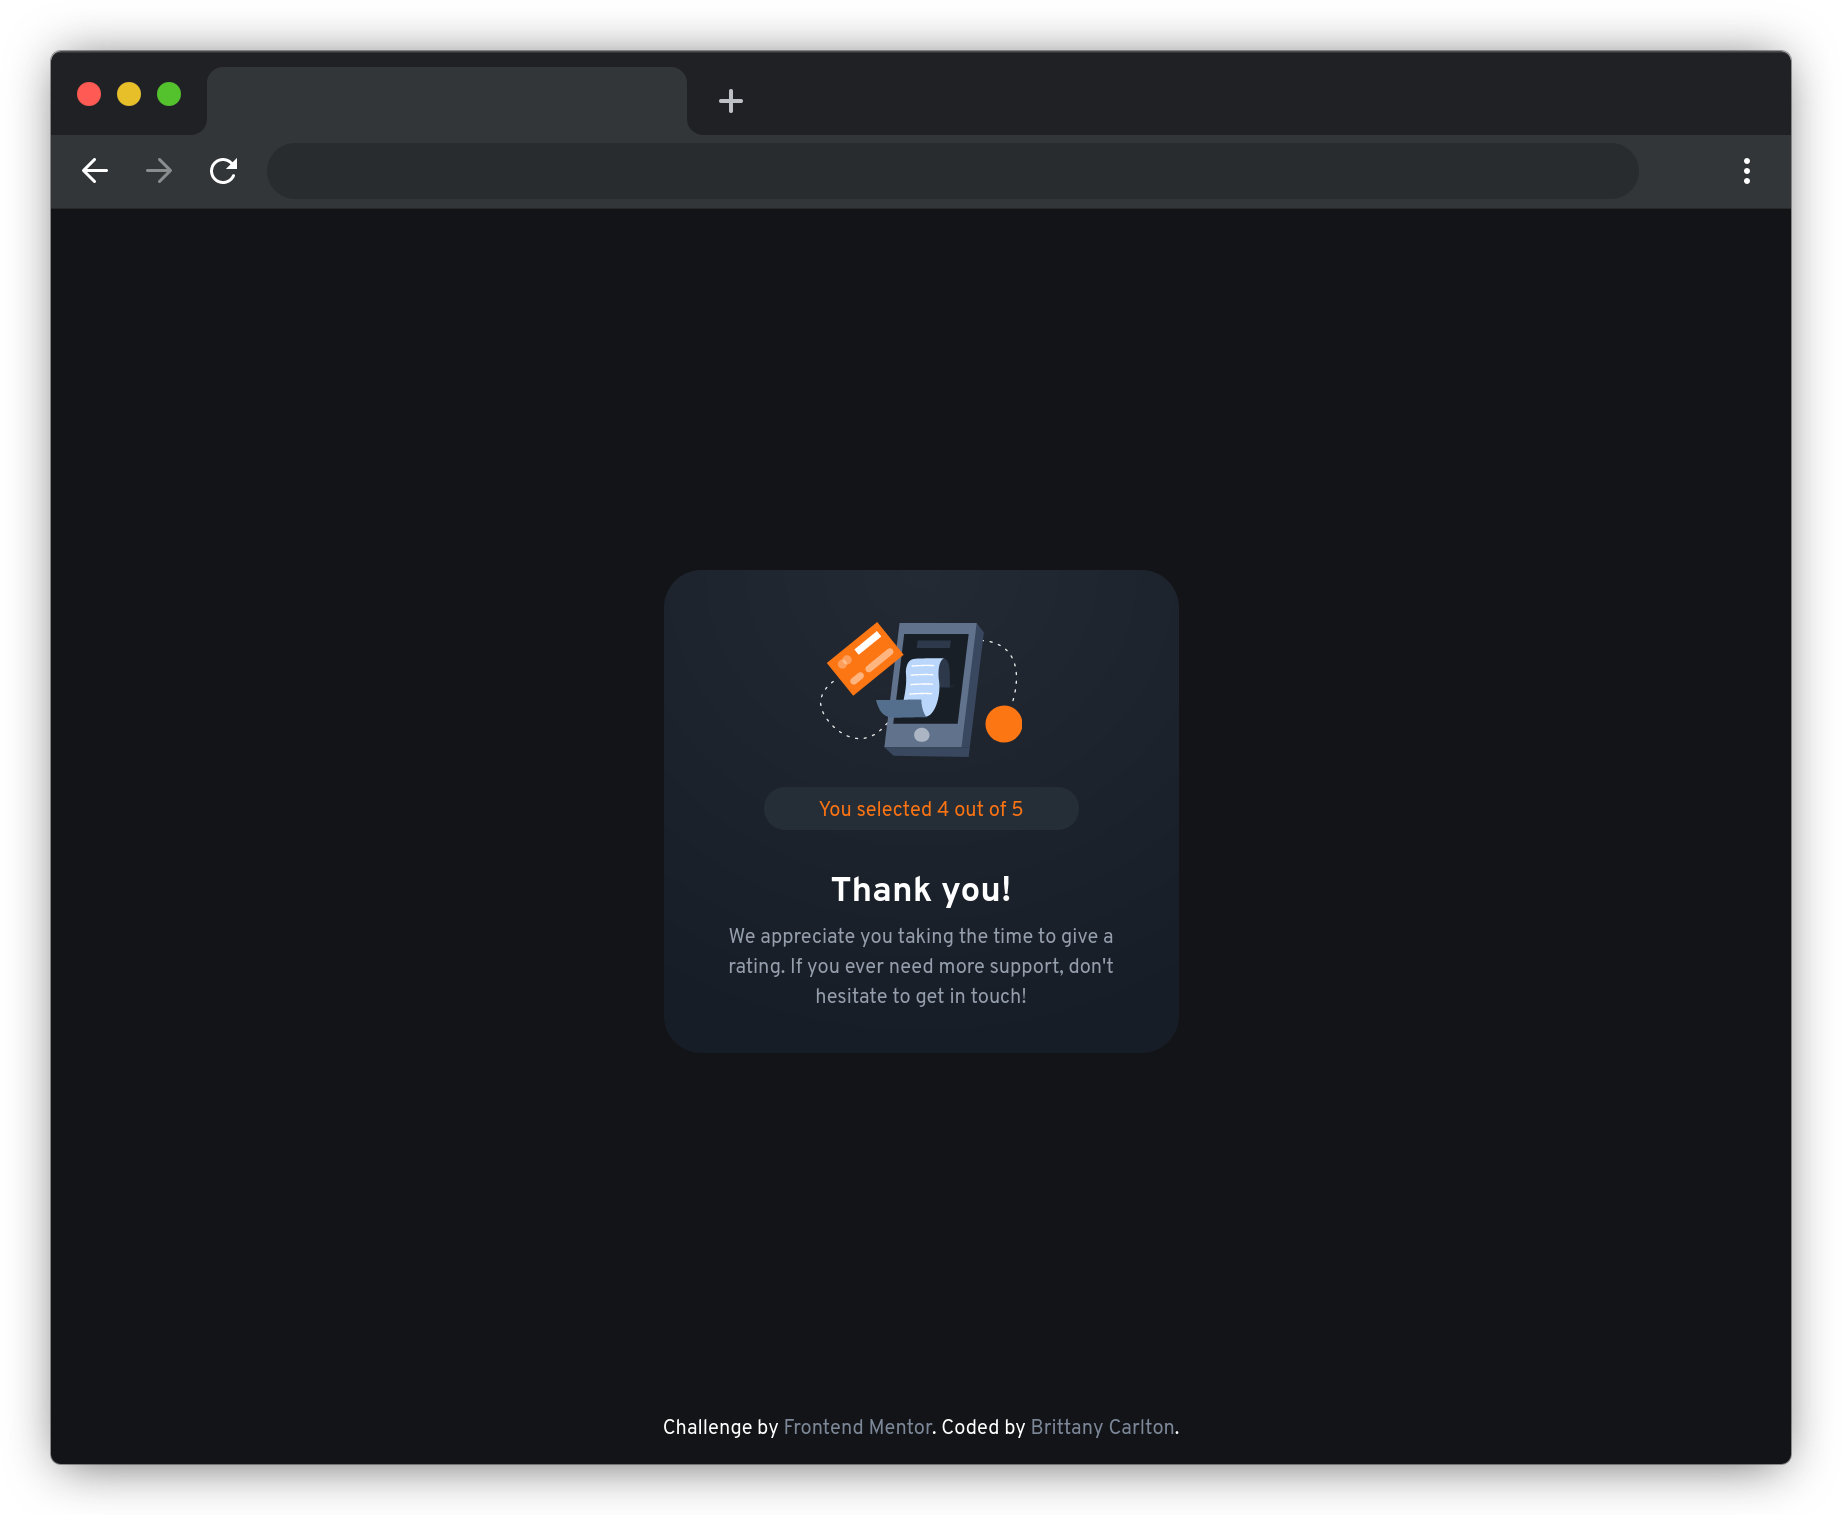 You selected 4 out of 5
Thank you!
We appreciate you taking the time to give a
rating. If you ever need more support, don't
hesitate to get in touch!
Challenge by Frontend Mentor. Coded by Brittany Carlton.